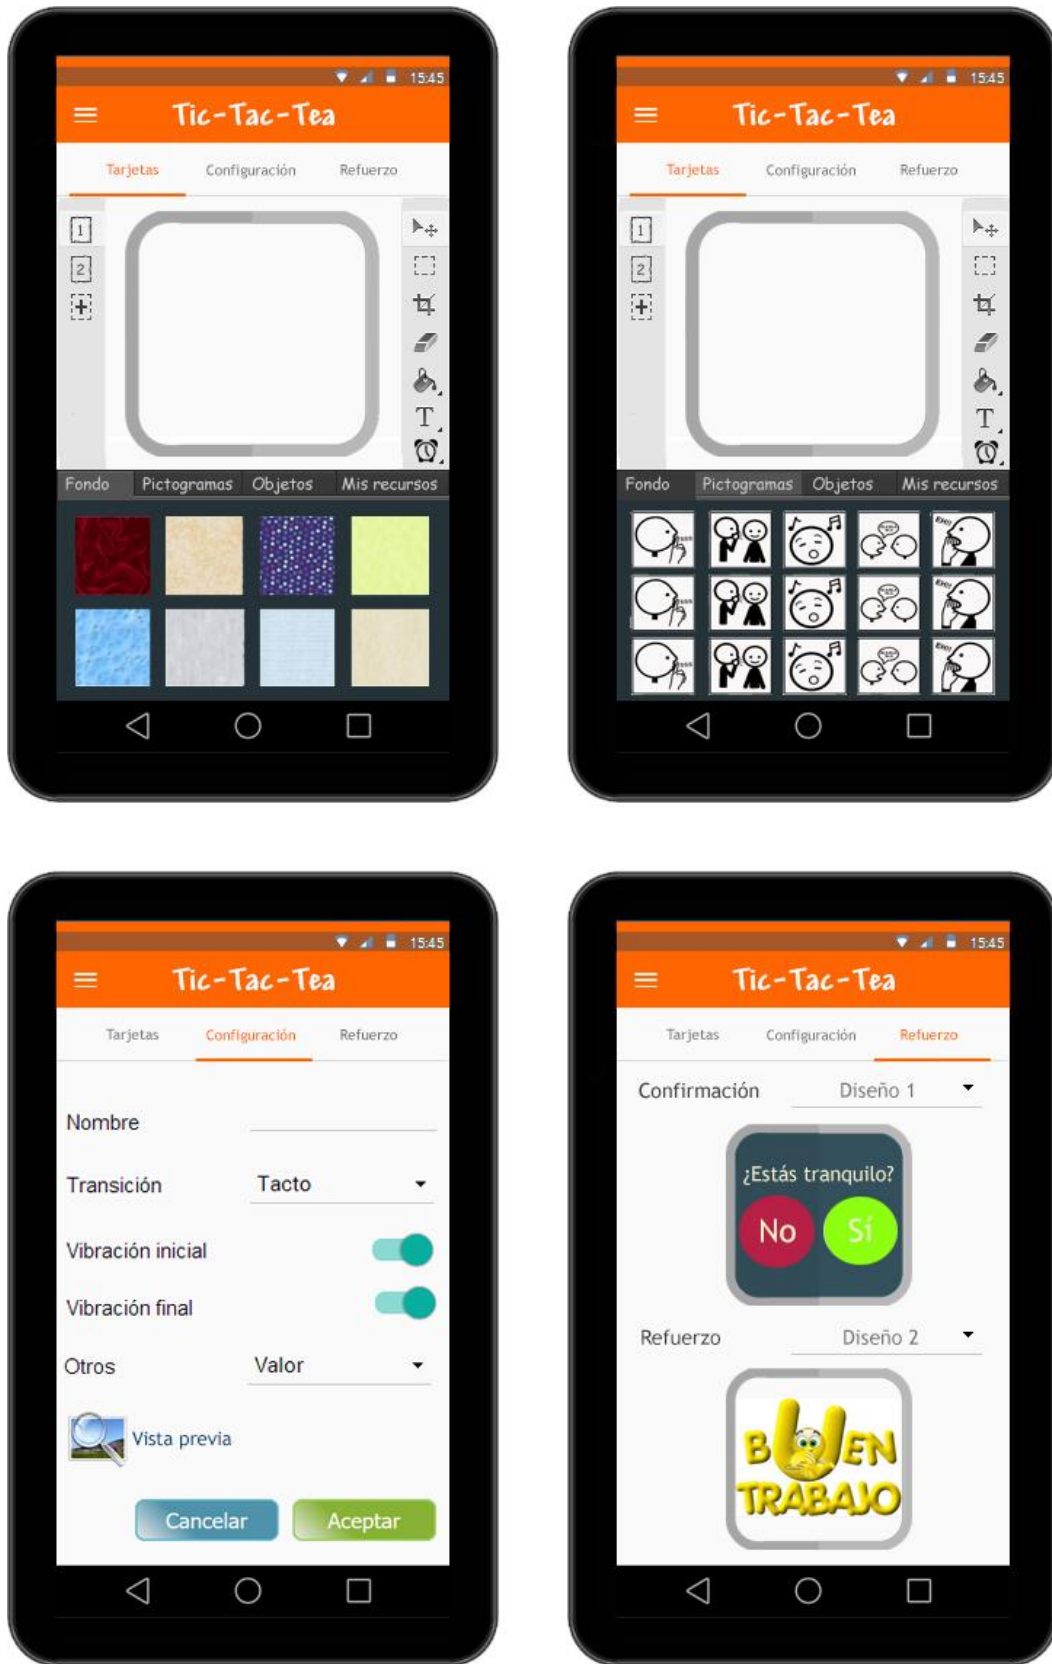 15:45
Tic-Tac-Tea
Tarjetas Configuración Refuerzo
1
2
T
Fondo Pictogramas Objetos Mis recursos
15:45
Tic-Tac-Tea
Tarjetas Configuración Refuerzo
1
2
T
Fondo Pictogramas Objetos Mis recursos
15:45
Tic-Tac-Tea
Tarjetas Configuración Refuerzo
Nombre
Transición Tacto
Vibración inicial
Vibración final
Otros Valor
Vista previa
Cancelar Aceptar
15:45
Tic-Tac-Tea
Tarjetas Configuración Refuerzo
Confirmación Diseño 1
¿Estás tranquilo?
No Sí
Refuerzo Diseño 2
BUEN
TRABAJO